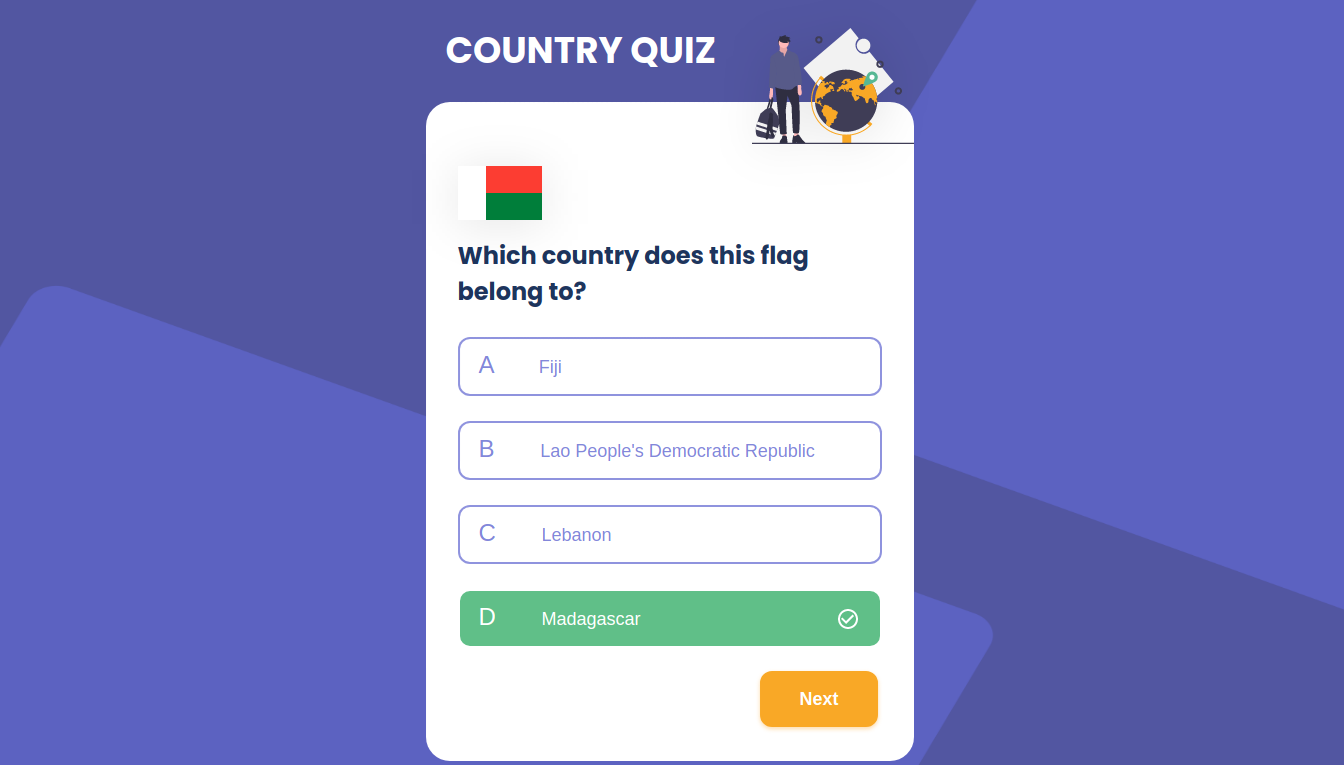 COUNTRY QUIZ
Which country does this flag
belong to?
A Fiji
B Lao People's Democratic Republic
C Lebanon
D Madagascar
Next